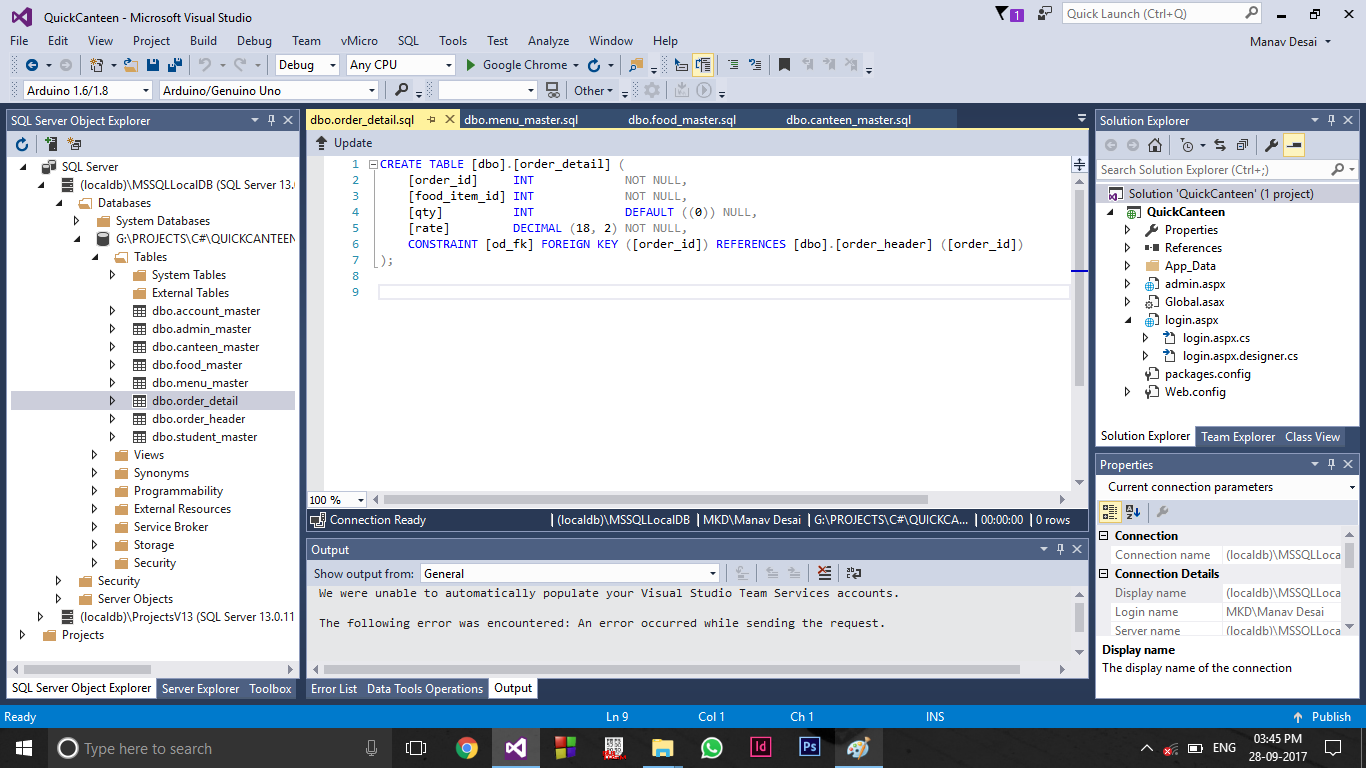 QuickCanteen - Microsoft Visual Studio
1
Quick Launch (Ctrl+Q)
File Edit View Project Build Debug Team vMicro SQL Tools Test Analyze Window Help
Manav Desai
Debug Any CPU Google Chrome
Arduino 1.6/1.8 Arduino/Genuino Uno Other
SQL Server Object Explorer
SQL Server
(localdb)\MSSQLLocalDB (SQL Server 13.0
Databases
System Databases
G:\PROJECTS\C#\QUICKCANTEEN
Tables
System Tables
External Tables
dbo.account_master
dbo.admin_master
dbo.canteen_master
dbo.food_master
dbo.menu_master
dbo.order_detail
dbo.order_header
dbo.student_master
Views
Synonyms
Programmability
External Resources
Service Broker
Storage
Security
Security
Server Objects
(localdb)\ProjectsV13 (SQL Server 13.0.11
Projects
SQL Server Object Explorer Server Explorer Toolbox
dbo.order_detail.sql dbo.menu_master.sql dbo.food_master.sql dbo.canteen_master.sql
Update
1 CREATE TABLE [dbo].[order_detail] (
2 [order_id] INT NOT NULL,
3 [food_item_id] INT NOT NULL,
4 [qty] INT DEFAULT ((0)) NULL,
5 [rate] DECIMAL (18, 2) NOT NULL,
6 CONSTRAINT [od_fk] FOREIGN KEY ([order_id]) REFERENCES [dbo].[order_header] ([order_id])
7 );
8
9
100 %
Connection Ready | (localdb)\MSSQLLocalDB | MKD\Manav Desai | G:\PROJECTS\C#\QUICKCA... | 00:00:00 | 0 rows
Output
Show output from: General
We were unable to automatically populate your Visual Studio Team Services accounts.
The following error was encountered: An error occurred while sending the request.
Error List Data Tools Operations Output
Solution Explorer
Search Solution Explorer (Ctrl+;)
Solution 'QuickCanteen' (1 project)
QuickCanteen
Properties
References
App_Data
admin.aspx
Global.asax
login.aspx
login.aspx.cs
login.aspx.designer.cs
packages.config
Web.config
Solution Explorer Team Explorer Class View
Properties
Current connection parameters
Connection
Connection name (localdb)\MSSQLLoca
Connection Details
Display name (localdb)\MSSQLLoca
Login name MKD\Manav Desai
Server name (localdb)\MSSQLLoca
Display name
The display name of the connection
Ready Ln 9 Col 1 Ch 1 INS Publish
Type here to search
Id
Ps
ENG
03:45 PM
28-09-2017